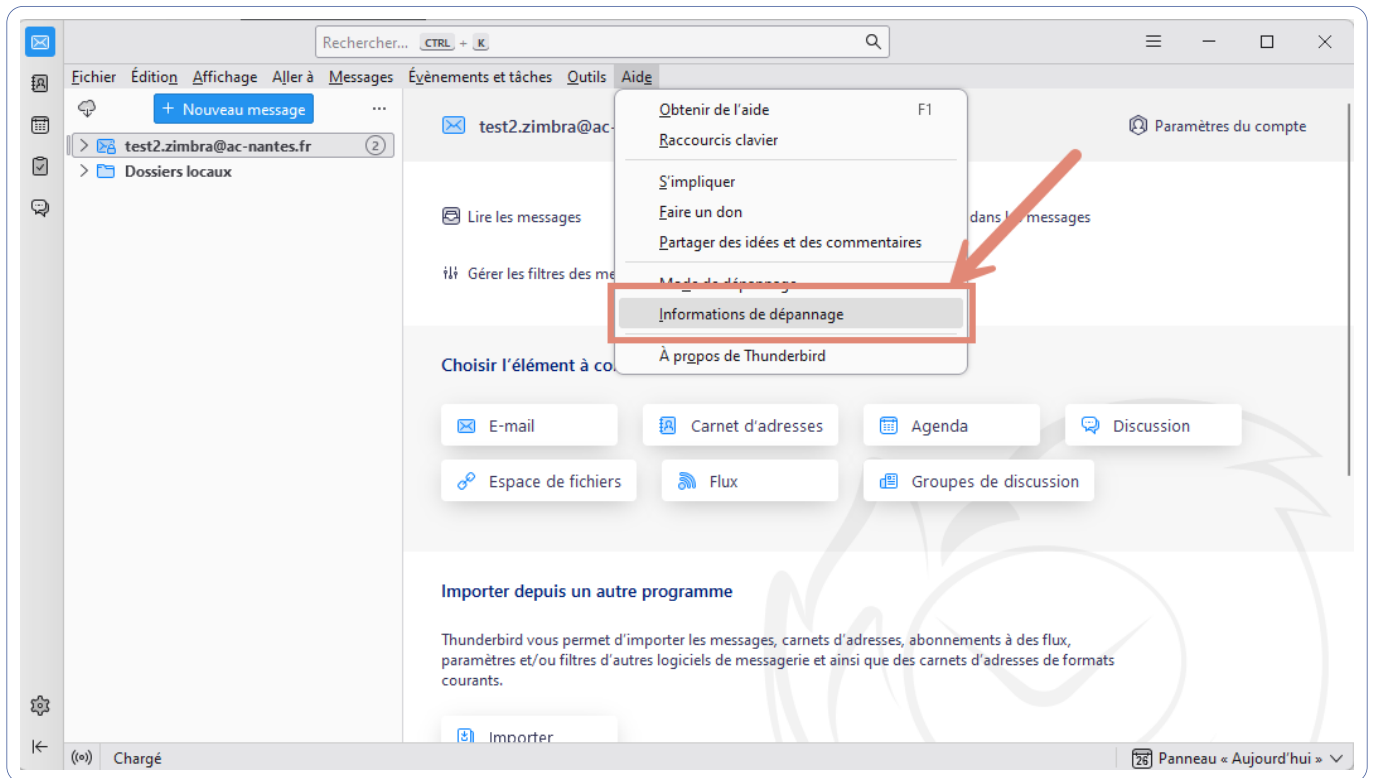 Rechercher... CTRL + K
Fichier Édition Affichage Aller à Messages Évènements et tâches Outils Aide
+ Nouveau message ...
test2.zimbra@ac-nantes.fr 2
Dossiers locaux
test2.zimbra@ac-
Paramètres du compte
Obtenir de l'aide F1
Raccourcis clavier
S'impliquer
Faire un don
Partager des idées et des commentaires
Mode de dépannage
Informations de dépannage
À propos de Thunderbird
Lire les messages
dans les messages
Gérer les filtres des me
Choisir l'élément à co
E-mail
Carnet d'adresses
Agenda
Discussion
Espace de fichiers
Flux
Groupes de discussion
Importer depuis un autre programme
Thunderbird vous permet d'importer les messages, carnets d'adresses, abonnements à des flux,
paramètres et/ou filtres d'autres logiciels de messagerie et ainsi que des carnets d'adresses de formats
courants.
Importer
Chargé
26 Panneau « Aujourd'hui »